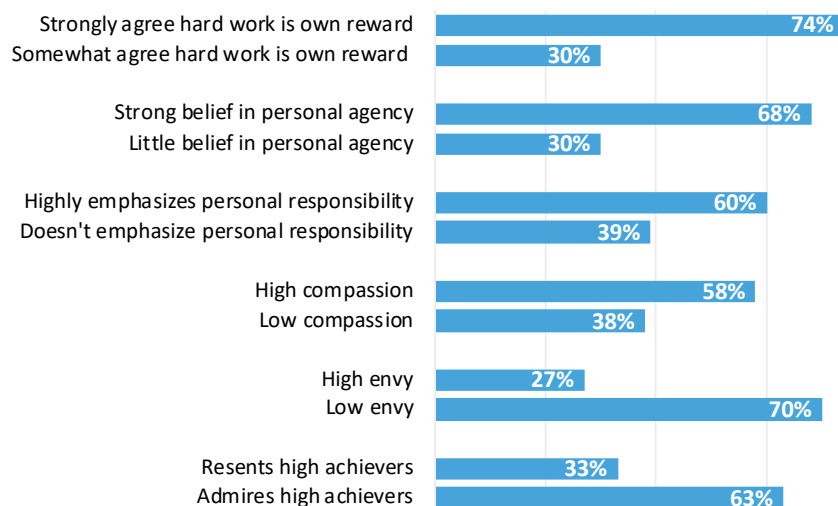 Strongly agree hard work is own reward 74%
Somewhat agree hard work is own reward 30%
Strong belief in personal agency 68%
Little belief in personal agency 30%
Highly emphasizes personal responsibility 60%
Doesn't emphasize personal responsibility 39%
High compassion 58%
Low compassion 38%
High envy 27%
Low envy 70%
Resents high achievers 33%
Admires high achievers 63%